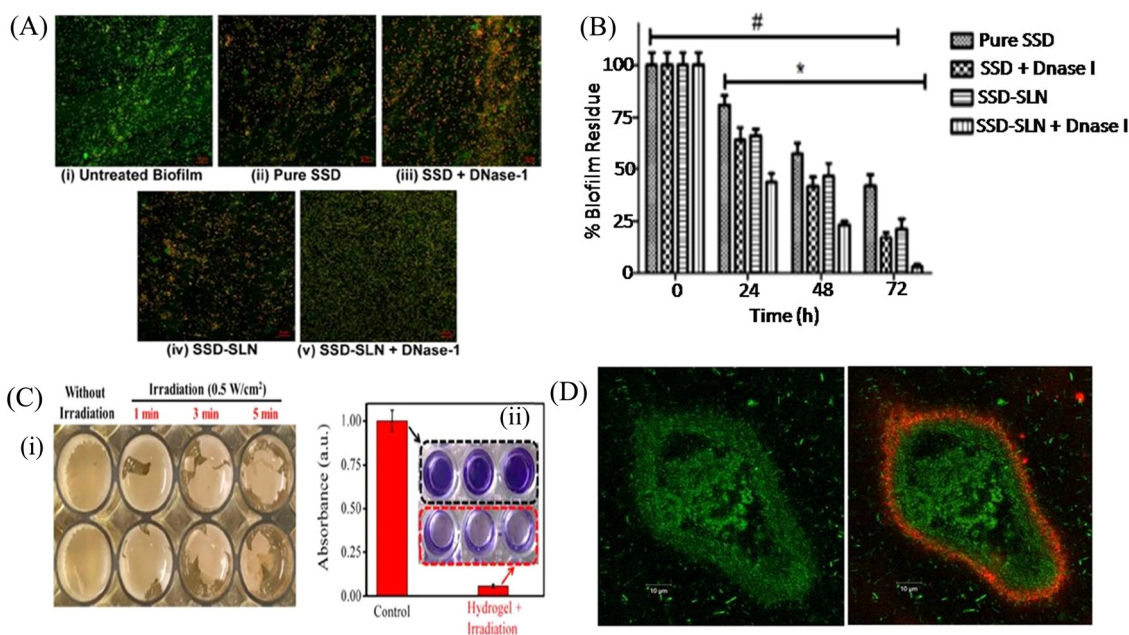 (A)
(i) Untreated Biofilm
(ii) Pure SSD
(iii) SSD + DNase-1
(iv) SSD-SLN
(v) SSD-SLN + DNase-1
(B)
#
*
Pure SSD
SSD + Dnase I
SSD-SLN
SSD-SLN + Dnase I
% Biofilm Residue
100
75
50
25
0
0 24 48 72
Time (h)
(C)
Without
Irradiation
Irradiation (0.5 W/cm²)
1 min 3 min 5 min
(i)
(ii)
Absorbance (a.u.)
1.00
0.75
0.50
0.25
0.00
Control
Hydrogel +
Irradiation
(D)
10 μm
10 μm